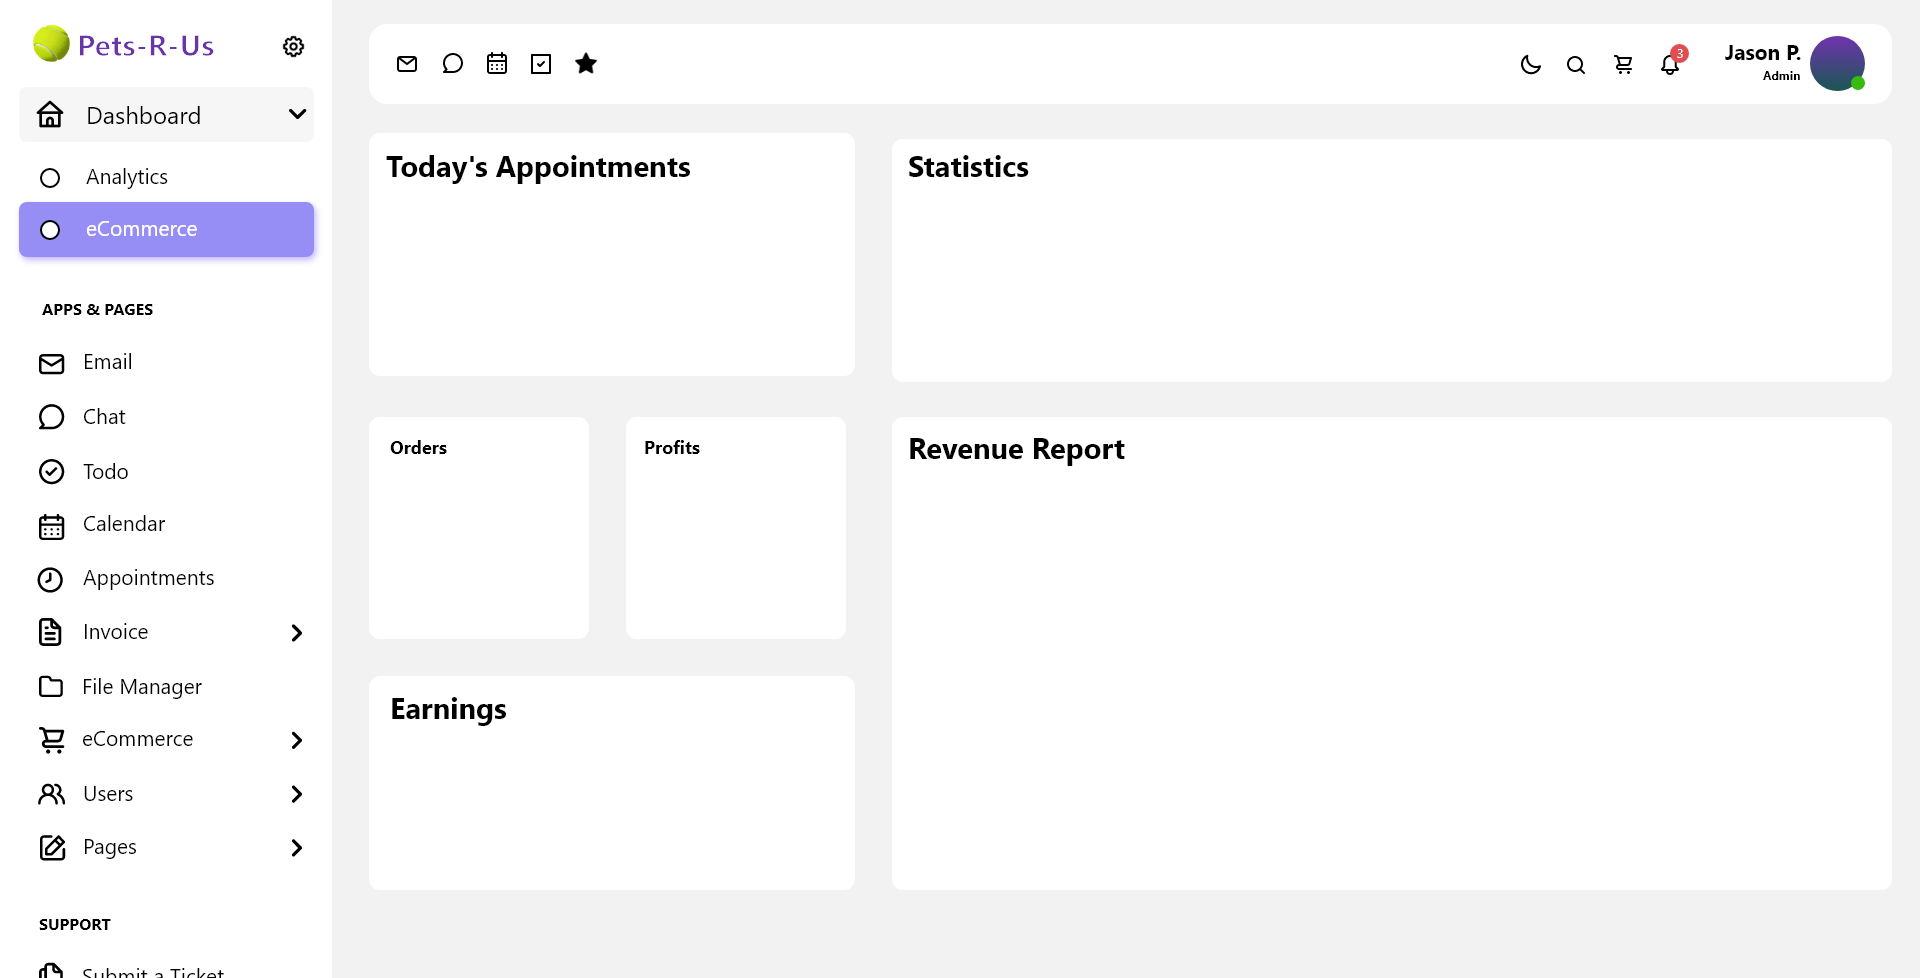 Pets-R-Us
Dashboard
Analytics
eCommerce
APPS & PAGES
Email
Chat
Todo
Calendar
Appointments
Invoice
File Manager
eCommerce
Users
Pages
SUPPORT
Submit a Ticket
3
Jason P.
Admin
Today's Appointments
Statistics
Orders
Profits
Revenue Report
Earnings